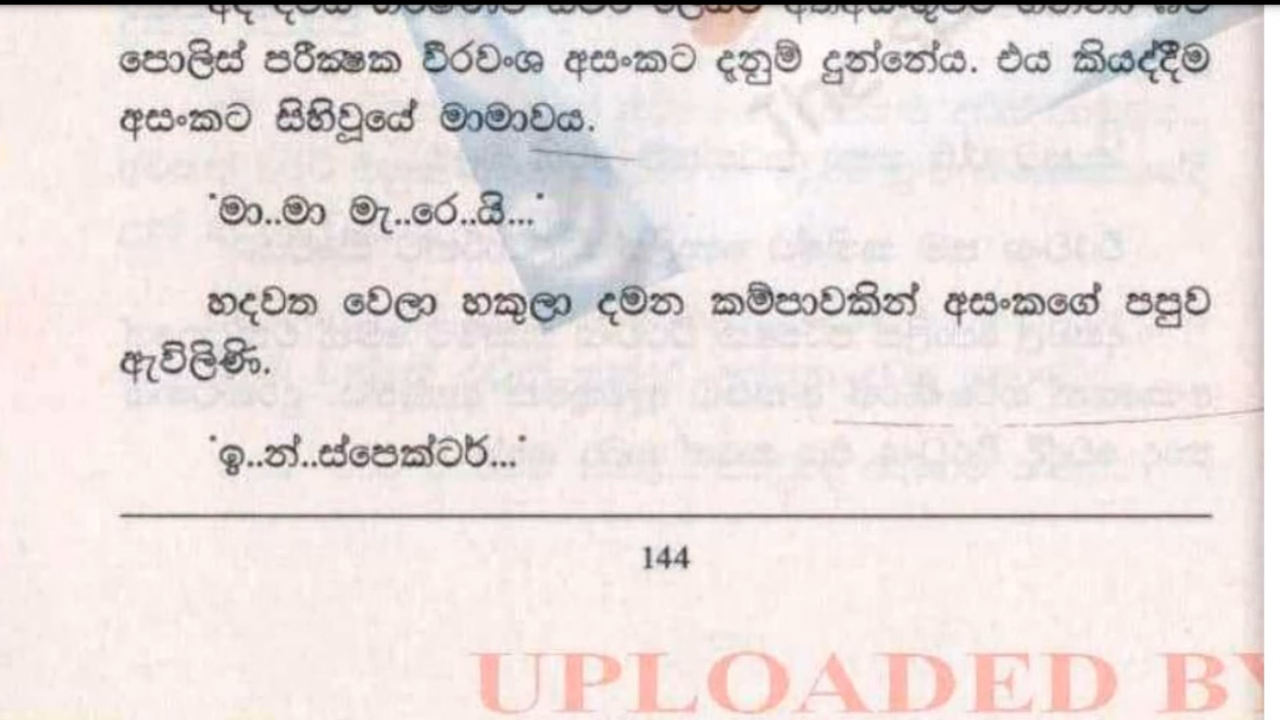 පොලිස් පරීක්‍ෂක වීරවංශ අසංකට දැනුම් දුන්නේය. එය කියද්දීම
අසංකට සිහිවූයේ මාමාවය.
'මා..මා මැ..රෙ..යි...'
හදවත වෙලා හකුලා දමන කම්පාවකින් අසංකගේ පපුව
ඇවිලිණි.
'ඉ..න්..ස්පෙක්ටර්...'
144
UPLOADED BY